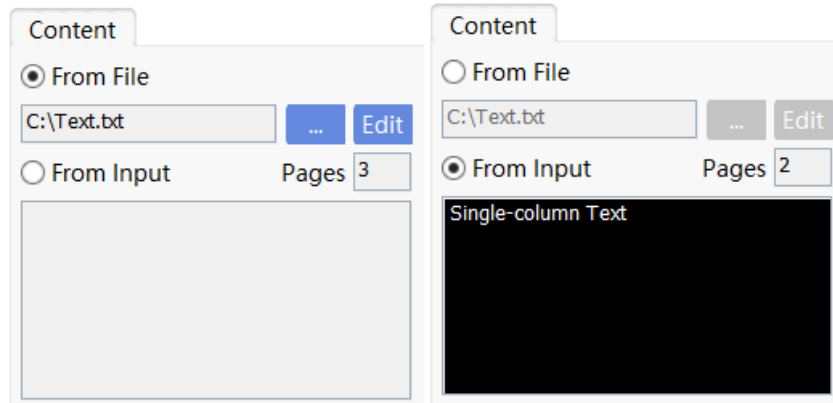 Content
From File
C:\Text.txt ... Edit
From Input Pages 3
Content
From File
C:\Text.txt ... Edit
From Input Pages 2
Single-column Text